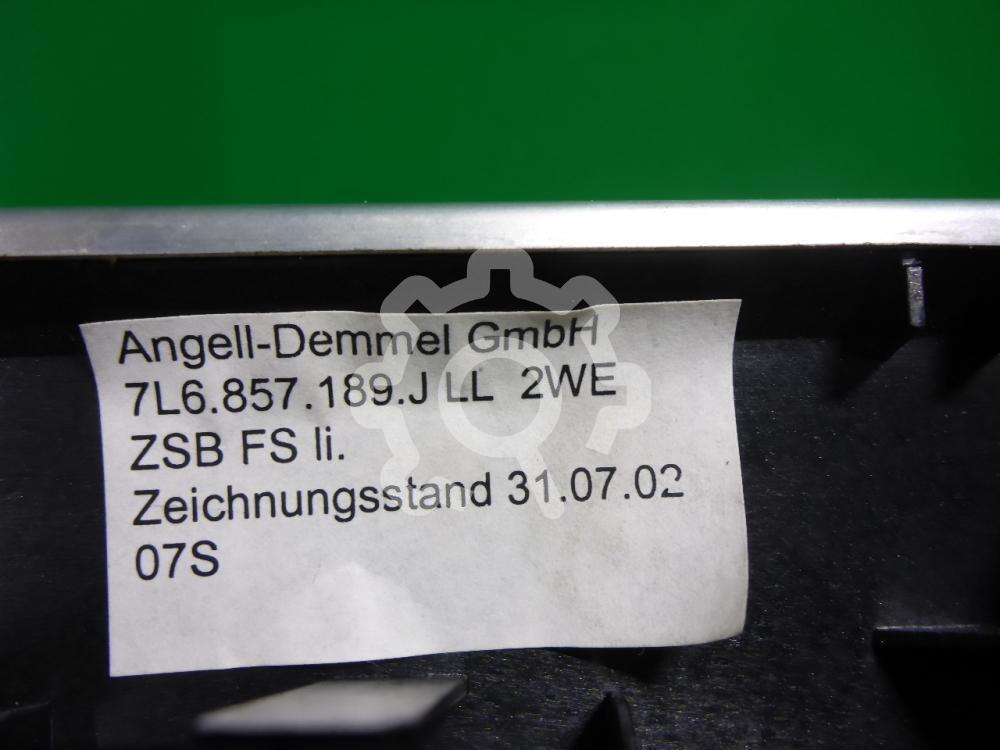 Angell-Demmel GmbH
7L6.857.189.J LL 2WE
ZSB FS li.
Zeichnungsstand 31.07.02
07S